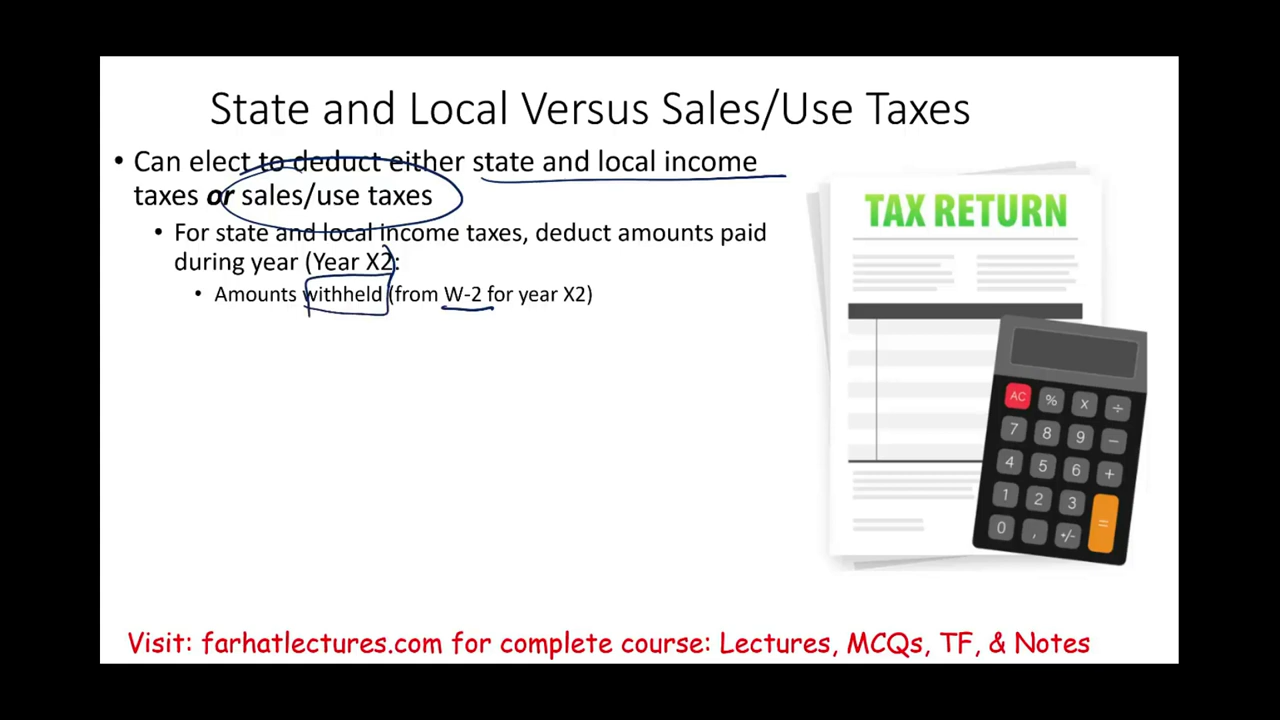 State and Local Versus Sales/Use Taxes
• Can elect to deduct either state and local income
taxes or sales/use taxes
• For state and local income taxes, deduct amounts paid
during year (Year X2):
• Amounts withheld (from W-2 for year X2)
TAX RETURN
AC % X ÷
7 8 9 −
4 5 6 +
1 2 3 =
0 , +/-
Visit: farhatlectures.com for complete course: Lectures, MCQs, TF, & Notes